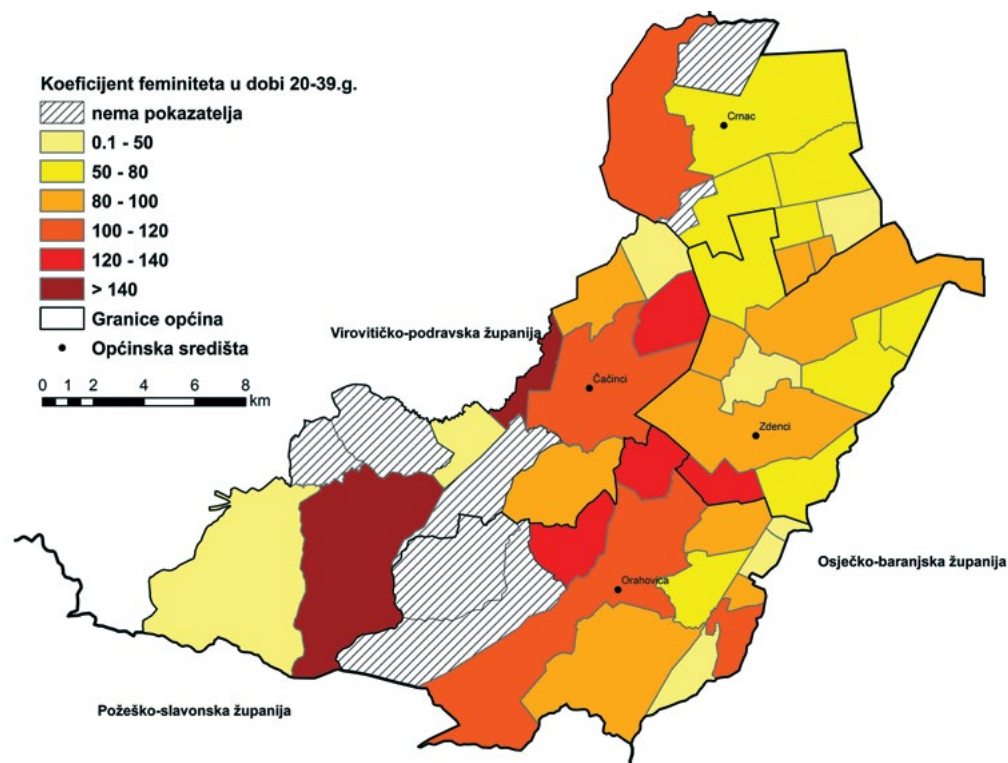 Koeficijent feminiteta u dobi 20-39.g.
nema pokazatelja
0.1 - 50
50 - 80
80 - 100
100 - 120
120 - 140
> 140
Granice općina
Općinska središta
0 1 2 4 6 8
km
Crnac
Virovitičko-podravska županija
Čačinci
Zdenci
Osječko-baranjska županija
Orahovica
Požeško-slavonska županija